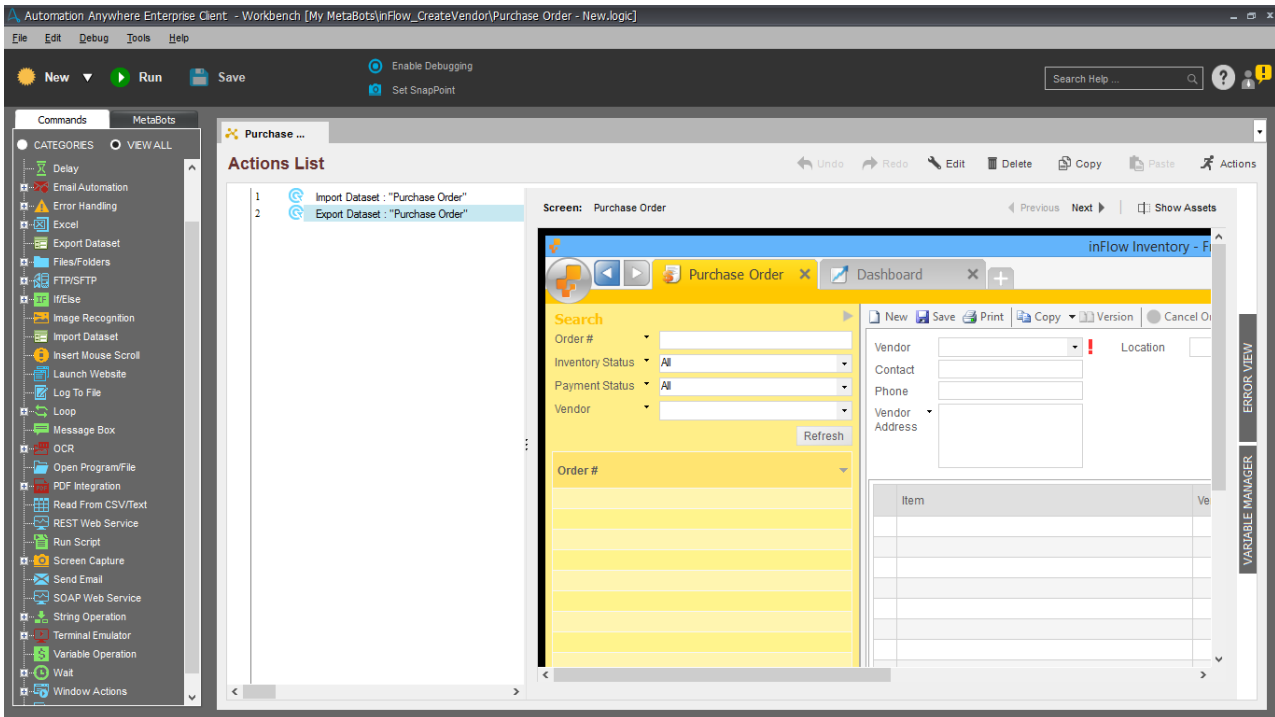 Automation Anywhere Enterprise Client - Workbench [My MetaBots\inFlow_CreateVendor\Purchase Order - New.logic]
File Edit Debug Tools Help
New Run Save
Enable Debugging
Set SnapPoint
Search Help ...
Commands MetaBots
CATEGORIES VIEW ALL
Delay
Email Automation
Error Handling
Excel
Export Dataset
Files/Folders
FTP/SFTP
IF If/Else
Image Recognition
Import Dataset
Insert Mouse Scroll
Launch Website
Log To File
Loop
Message Box
OCR
Open Program/File
PDF Integration
Read From CSV/Text
REST Web Service
Run Script
Screen Capture
Send Email
SOAP Web Service
String Operation
Terminal Emulator
Variable Operation
Wait
Window Actions
Purchase ...
Actions List
Undo Redo Edit Delete Copy Paste Actions
1 Import Dataset : "Purchase Order"
2 Export Dataset : "Purchase Order"
Screen: Purchase Order
Previous Next Show Assets
inFlow Inventory - F
Purchase Order Dashboard
Search
Order #
Inventory Status All
Payment Status All
Vendor
Refresh
Order #
New Save Print Copy Version Cancel O
Vendor Location
Contact
Phone
Vendor
Address
Item Ve
ERROR VIEW
VARIABLE MANAGER